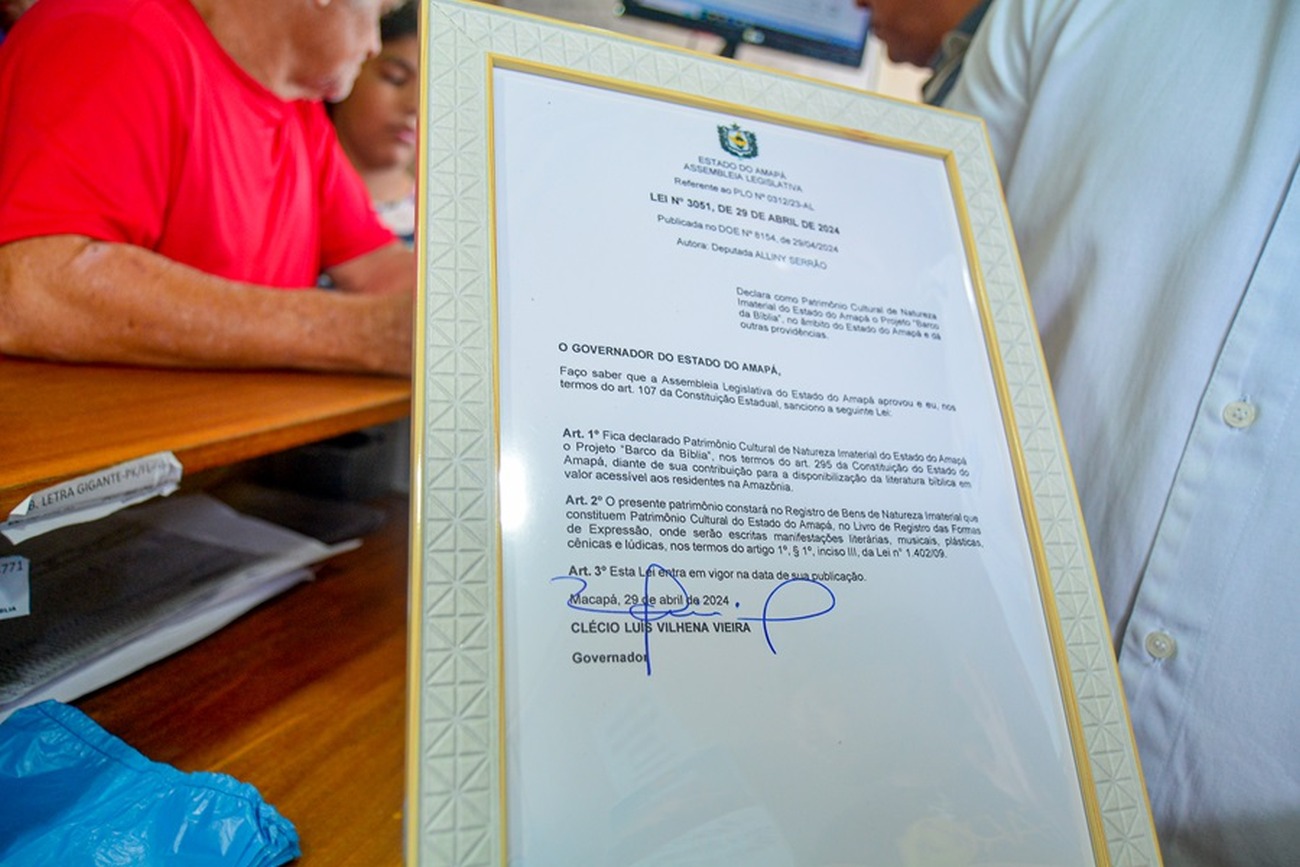 ESTADO DO AMAPÁ
ASSEMBLEIA LEGISLATIVA
Referente ao PLO Nº 0312/23-AL
LEI Nº 3051, DE 29 DE ABRIL DE 2024
Publicada no DOE Nº 8154, de 29/04/2024
Autora: Deputada ALLINY SERRÃO
Declara como Patrimônio Cultural de Natureza
Imaterial do Estado do Amapá o Projeto "Barco
da Bíblia", no âmbito do Estado do Amapá e dá
outras providências.
O GOVERNADOR DO ESTADO DO AMAPÁ,
Faço saber que a Assembleia Legislativa do Estado do Amapá aprovou e eu, nos
termos do art. 107 da Constituição Estadual, sanciono a seguinte Lei:
Art. 1º Fica declarado Patrimônio Cultural de Natureza Imaterial do Estado do Amapá
o Projeto "Barco da Bíblia", nos termos do art. 295 da Constituição do Estado do
Amapá, diante de sua contribuição para a disponibilização da literatura bíblica em
valor acessível aos residentes na Amazônia.
Art. 2º O presente patrimônio constará no Registro de Bens de Natureza Imaterial que
constituem Patrimônio Cultural do Estado do Amapá, no Livro de Registro das Formas
de Expressão, onde serão escritas manifestações literárias, musicais, plásticas,
cênicas e lúdicas, nos termos do artigo 1º, § 1º, inciso III, da Lei n° 1.402/09.
Art. 3º Esta Lei entra em vigor na data de sua publicação.
Macapá, 29 de abril de 2024
CLÉCIO LUIS VILHENA VIEIRA
Governador
B. LETRA GIGANTE-PK/
771